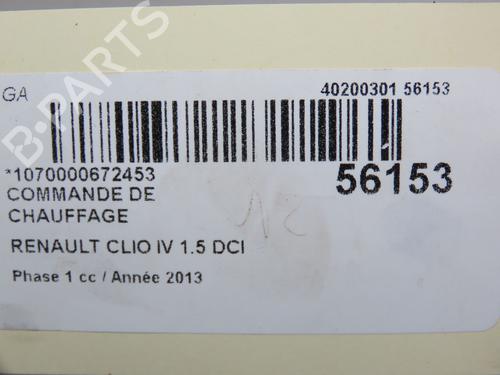 GA
40200301 56153
*1070000672453
56153
COMMANDE DE
CHAUFFAGE
RENAULT CLIO IV 1.5 DCI
Phase 1 cc / Année 2013
B-PARTS